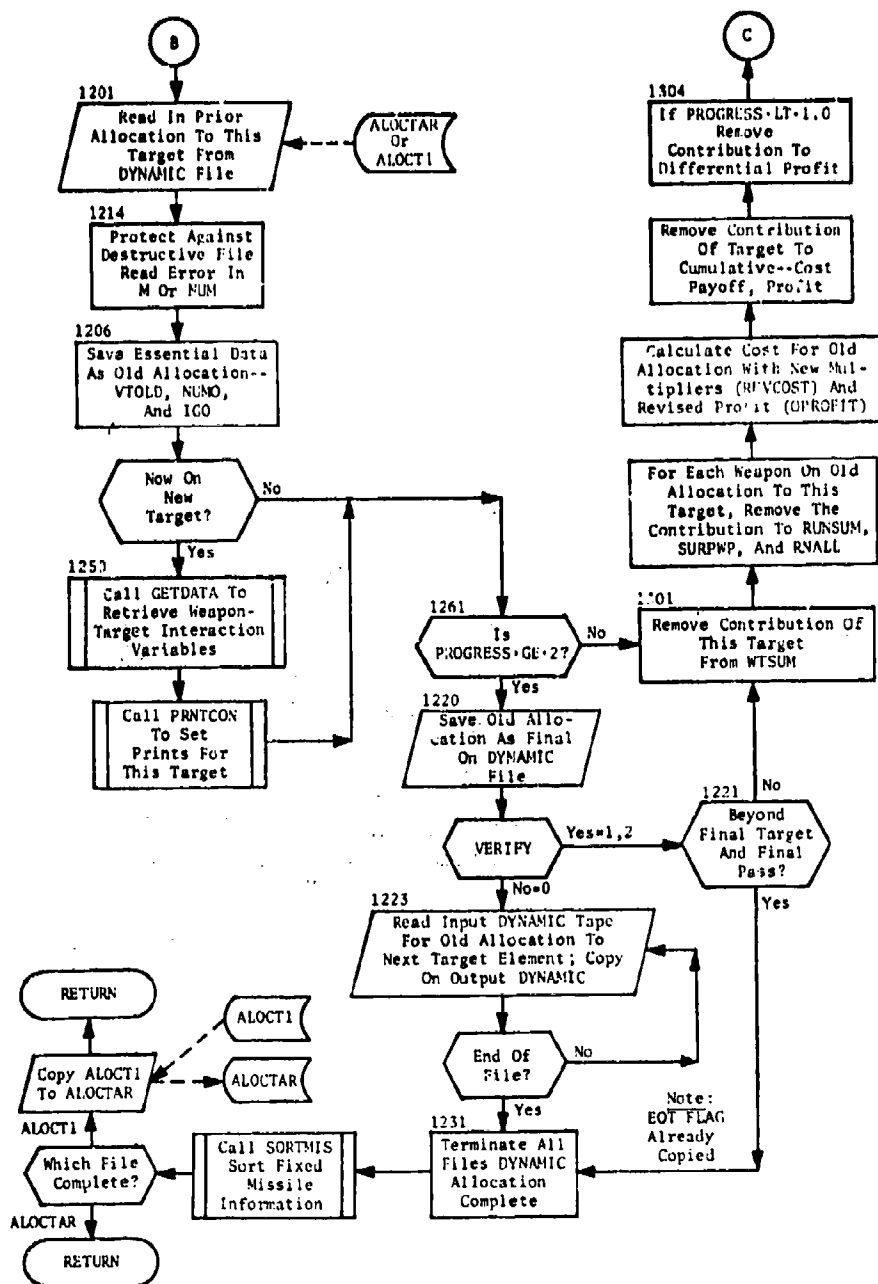 B
1201
Read In Prior
Allocation To This
Target From
DYNAMIC File
ALOCTAR
Or
ALOCT1
1214
Protect Against
Destructive File
Read Error In
M Or NUM
1206
Save Essential Data
As Old Allocation--
VTOLD, NUMO,
And IGO
Now On
New
Target?
No
Yes
1250
Call GETDATA To
Retrieve Weapon-
Target Interaction
Variables
Call PRNTCON
To Set
Prints For
This Target
C
1304
If PROGRESS·LT·1.0
Remove
Contribution To
Differential Profit
Remove Contribution
Of Target To
Cumulative--Cost
Payoff, Profit
Calculate Cost For Old
Allocation With New Mul-
tipliers (REVCOST) And
Revised Profit (OPROFIT)
For Each Weapon On Old
Allocation To This
Target, Remove The
Contribution To RUNSUM,
SURPWP, And RNALL
1301
Remove Contribution Of
This Target
From WTSUM
1261
Is
PROGRESS·GE·2?
No
Yes
1220
Save Old Allo-
cation As Final
On DYNAMIC
File
VERIFY
Yes=1,2
No=0
1221
No
Beyond
Final Target
And Final
Pass?
Yes
1223
Read Input DYNAMIC Tape
For Old Allocation To
Next Target Element; Copy
On Output DYNAMIC
End Of
File?
No
Yes
Note:
EOT FLAG
Already
Copied
1231
Terminate All
Files DYNAMIC
Allocation
Complete
Call SORTMIS
Sort Fixed
Missile
Information
Which File
Complete?
ALOCT1
ALOCTAR
Copy ALOCT1
To ALOCTAR
ALOCT1
ALOCTAR
RETURN
RETURN